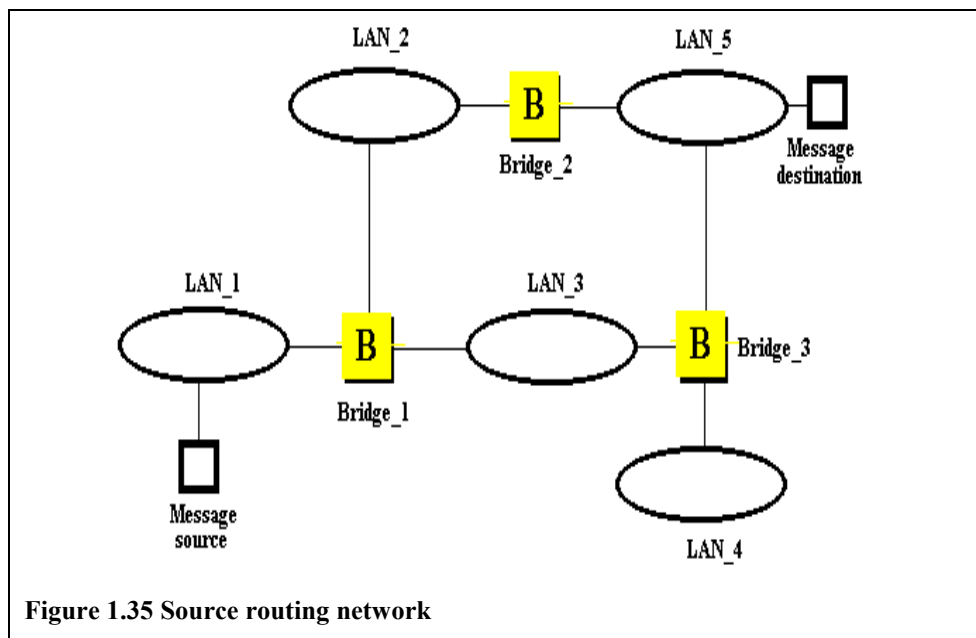 LAN_2
LAN_5
B
Bridge_2
Message
destination
LAN_1
LAN_3
B
B
Bridge_3
Bridge_1
Message
source
LAN_4
Figure 1.35 Source routing network